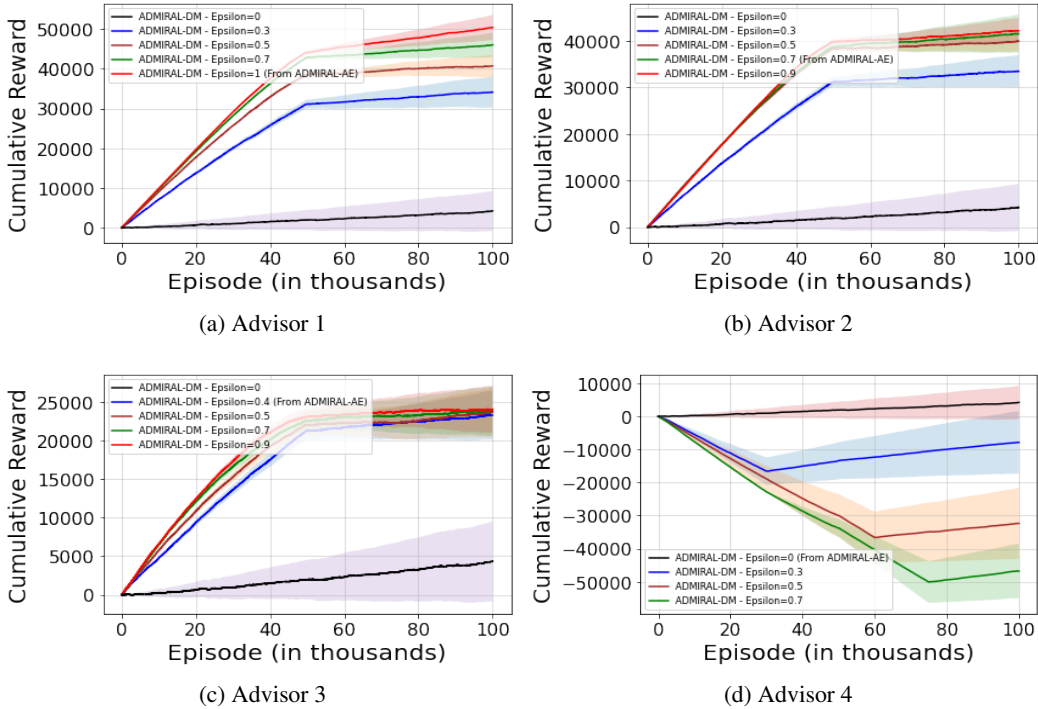 50000
40000
30000
20000
10000
0
Cumulative Reward
ADMIRAL-DM - Epsilon=0
ADMIRAL-DM - Epsilon=0.3
ADMIRAL-DM - Epsilon=0.5
ADMIRAL-DM - Epsilon=0.7
ADMIRAL-DM - Epsilon=1 (From ADMIRAL-AE)
0 20 40 60 80 100
Episode (in thousands)
(a) Advisor 1
40000
30000
20000
10000
0
Cumulative Reward
ADMIRAL-DM - Epsilon=0
ADMIRAL-DM - Epsilon=0.3
ADMIRAL-DM - Epsilon=0.5
ADMIRAL-DM - Epsilon=0.7 (From ADMIRAL-AE)
ADMIRAL-DM - Epsilon=0.9
0 20 40 60 80 100
Episode (in thousands)
(b) Advisor 2
25000
20000
15000
10000
5000
0
Cumulative Reward
ADMIRAL-DM - Epsilon=0
ADMIRAL-DM - Epsilon=0.4 (From ADMIRAL-AE)
ADMIRAL-DM - Epsilon=0.5
ADMIRAL-DM - Epsilon=0.7
ADMIRAL-DM - Epsilon=0.9
0 20 40 60 80 100
Episode (in thousands)
(c) Advisor 3
10000
0
−10000
−20000
−30000
−40000
−50000
Cumulative Reward
ADMIRAL-DM - Epsilon=0 (From ADMIRAL-AE)
ADMIRAL-DM - Epsilon=0.3
ADMIRAL-DM - Epsilon=0.5
ADMIRAL-DM - Epsilon=0.7
0 20 40 60 80 100
Episode (in thousands)
(d) Advisor 4